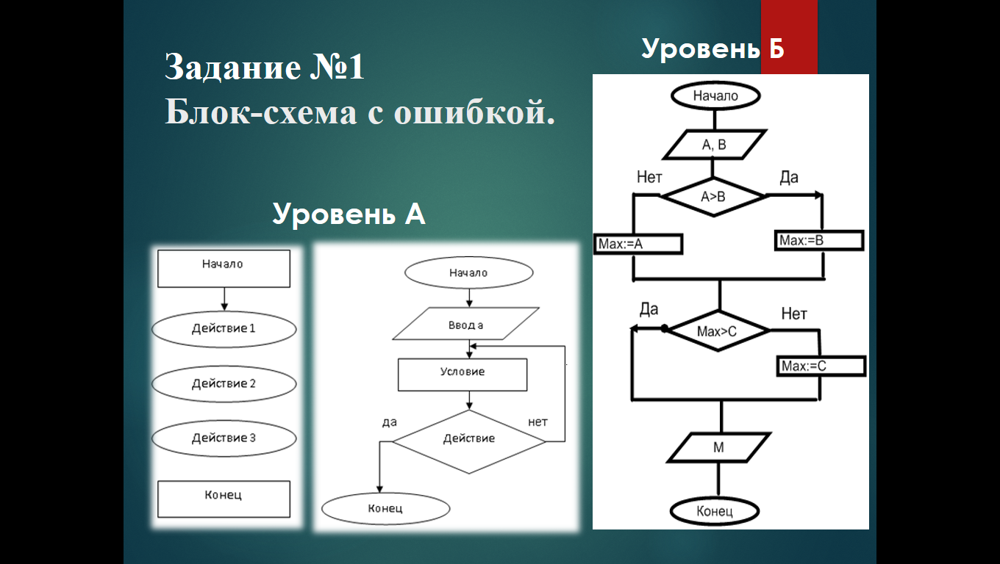 Задание №1
Блок-схема с ошибкой.
Уровень А
Начало
Действие 1
Действие 2
Действие 3
Конец
Начало
Ввод а
Условие
да
нет
Действие
Конец
Уровень Б
Начало
A, B
Нет
Да
A>B
Max:=A
Max:=B
Да
Нет
Max>C
Max:=C
M
Конец